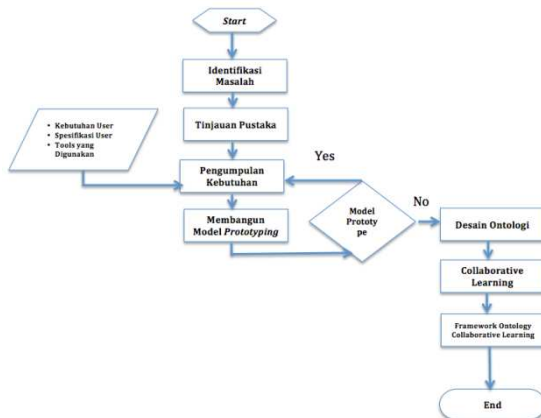 Start
Identifikasi
Masalah
Tinjauan Pustaka
• Kebutuhan User
• Spesifikasi User
• Tools yang
Digunakan
Pengumpulan
Kebutuhan
Yes
Membangun
Model Prototyping
Model
Prototy
pe
No
Desain Ontologi
Collaborative
Learning
Framework Ontology
Collaborative Learning
End